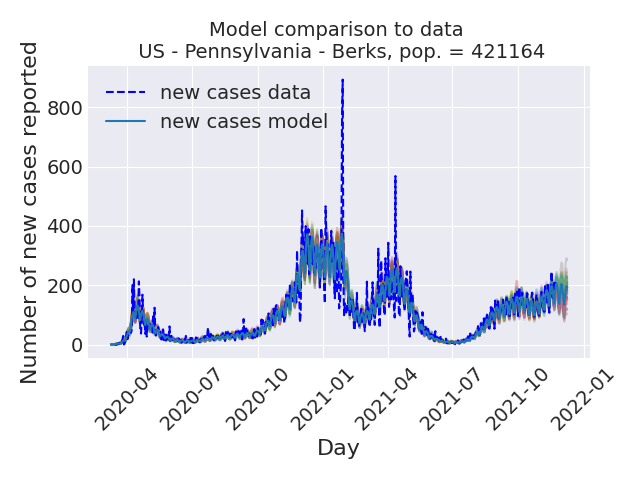 Model comparison to data
US - Pennsylvania - Berks, pop. = 421164
Number of new cases reported
800
600
400
200
0
new cases data
new cases model
2020-04
2020-07
2020-10
2021-01
2021-04
2021-07
2021-10
2022-01
Day